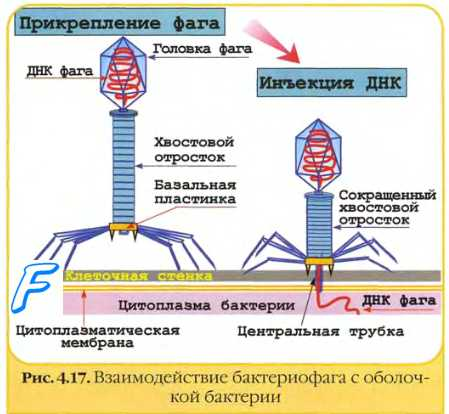 Прикрепление фага
Головка фага
ДНК фага
Инъекция ДНК
Хвостовой
отросток
Базальная
пластинка
Сокращенный
хвостовой
отросток
F
Клеточная стенка
Цитоплазма бактерии
ДНК фага
Цитоплазматическая
мембрана
Центральная трубка
Рис. 4.17. Взаимодействие бактериофага с оболоч-
кой бактерии